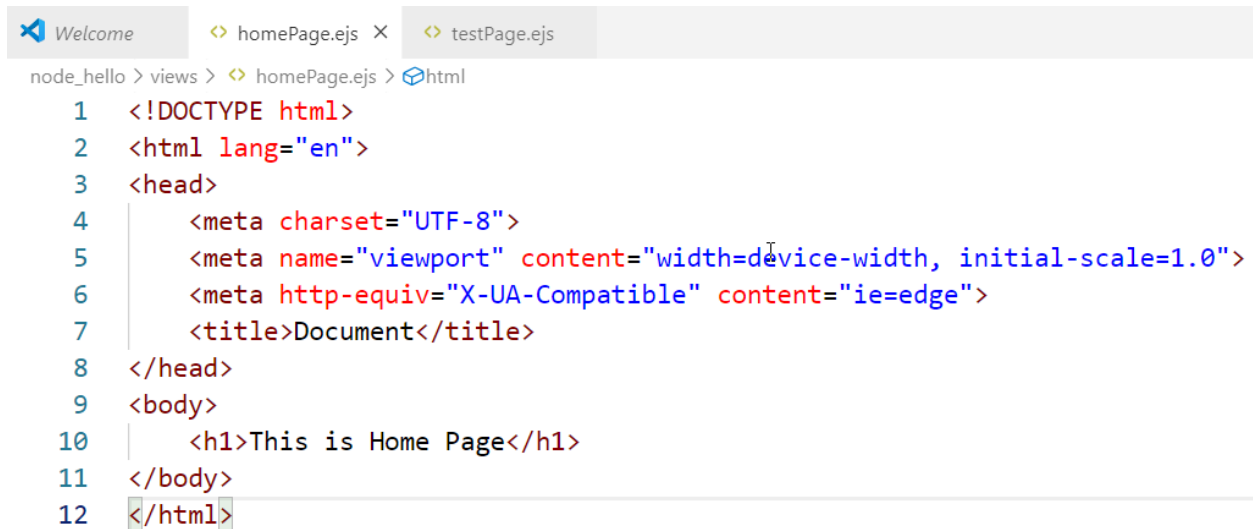 Welcome <> homePage.ejs × <> testPage.ejs
node_hello > views > <> homePage.ejs > html
1 <!DOCTYPE html>
2 <html lang="en">
3 <head>
4     <meta charset="UTF-8">
5     <meta name="viewport" content="width=device-width, initial-scale=1.0">
6     <meta http-equiv="X-UA-Compatible" content="ie=edge">
7     <title>Document</title>
8 </head>
9 <body>
10     <h1>This is Home Page</h1>
11 </body>
12 </html>